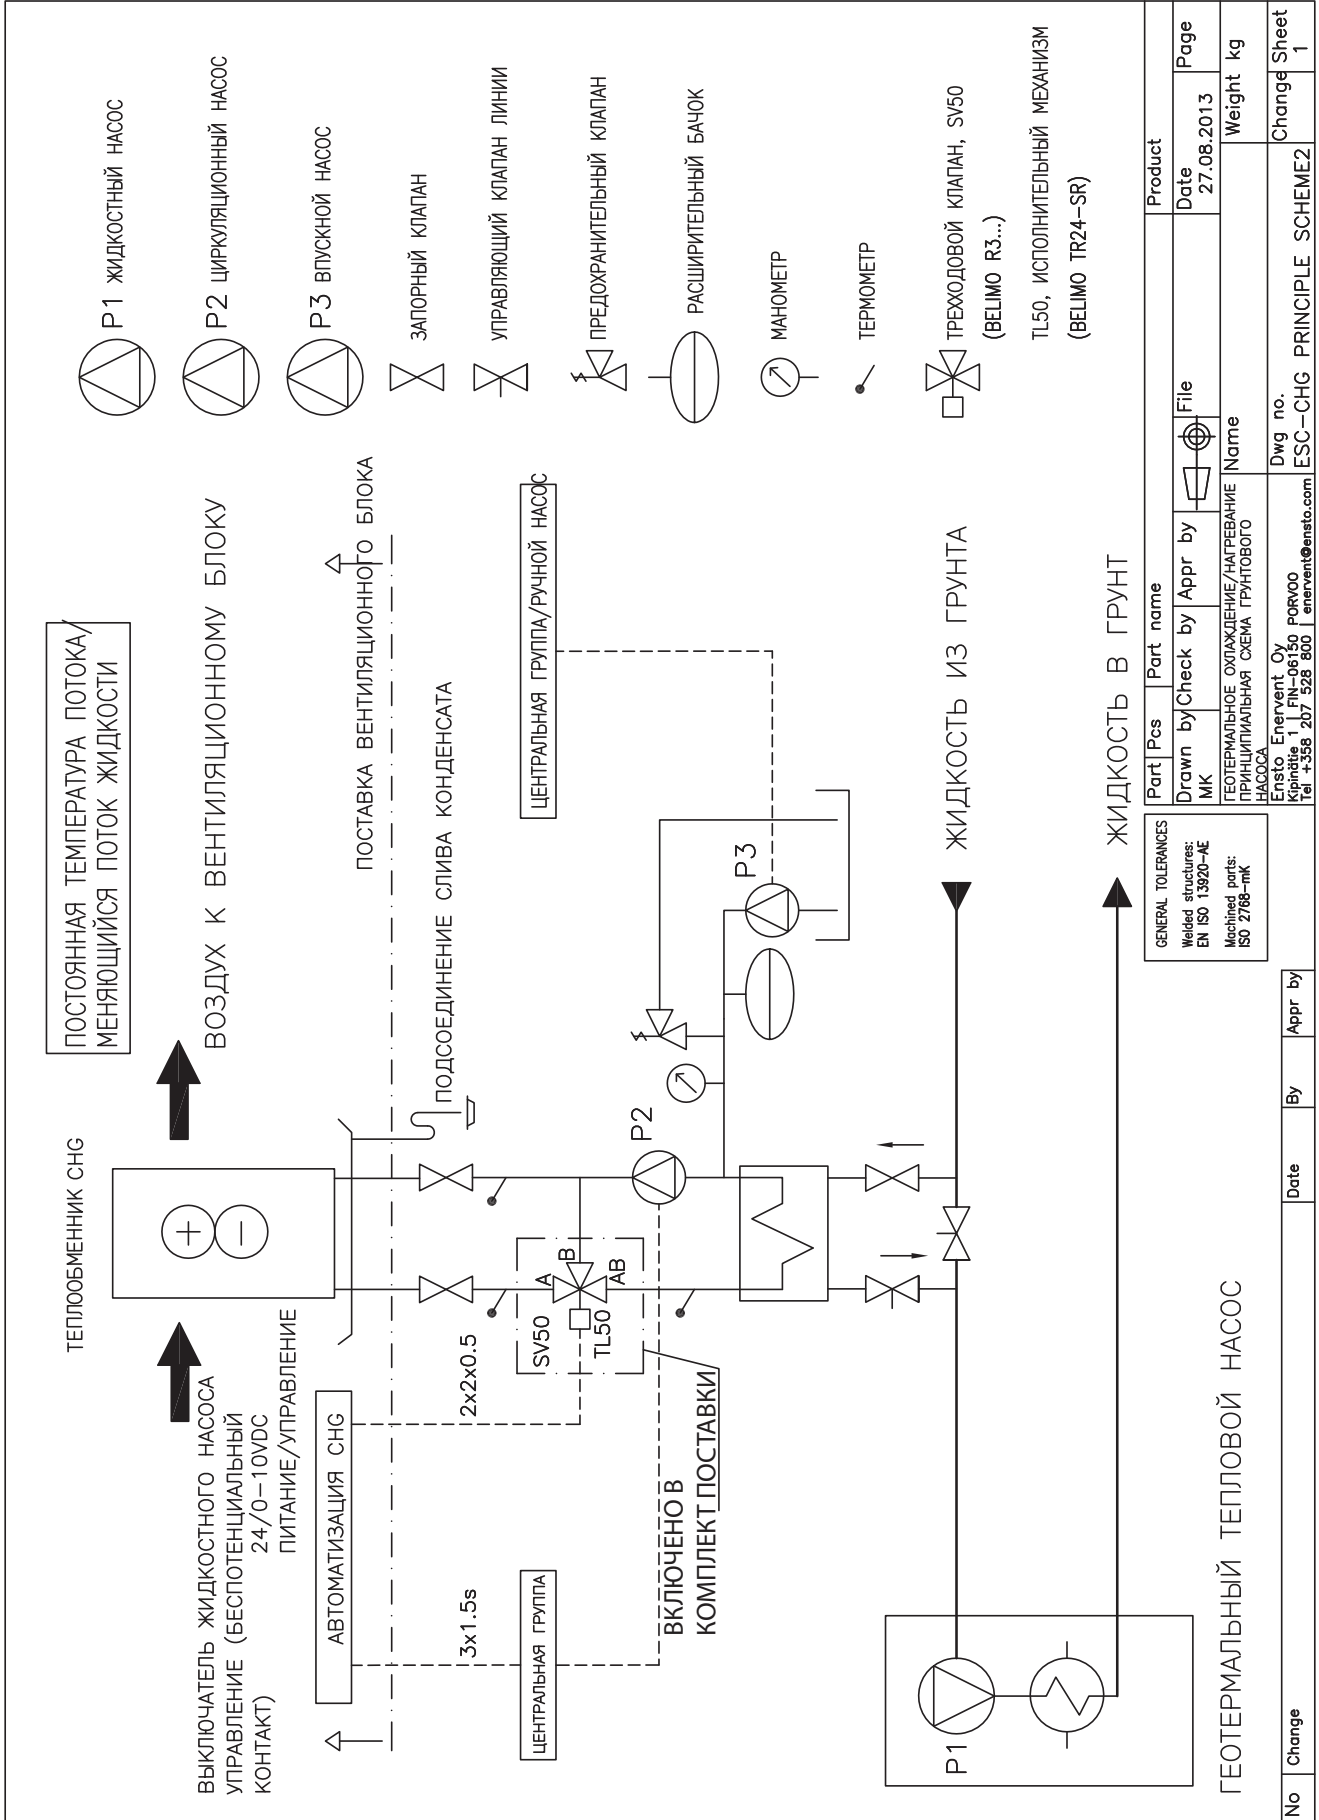 ТЕПЛООБМЕННИК CHG
ПОСТОЯННАЯ ТЕМПЕРАТУРА ПОТОКА/
МЕНЯЮЩИЙСЯ ПОТОК ЖИДКОСТИ
ВОЗДУХ К ВЕНТИЛЯЦИОННОМУ БЛОКУ
ВЫКЛЮЧАТЕЛЬ ЖИДКОСТНОГО НАСОСА
УПРАВЛЕНИЕ (БЕСПОТЕНЦИАЛЬНЫЙ
КОНТАКТ)
24/0-10VDC
ПИТАНИЕ/УПРАВЛЕНИЕ
АВТОМАТИЗАЦИЯ CHG
ПОСТАВКА ВЕНТИЛЯЦИОННОГО БЛОКА
ПОДСОЕДИНЕНИЕ СЛИВА КОНДЕНСАТА
3x1.5s
2x2x0.5
ЦЕНТРАЛЬНАЯ ГРУППА
SV50
A
B
AB
TL50
ЦЕНТРАЛЬНАЯ ГРУППА/РУЧНОЙ НАСОС
ВКЛЮЧЕНО В
КОМПЛЕКТ ПОСТАВКИ
P2
P3
P1
ЖИДКОСТЬ ИЗ ГРУНТА
ЖИДКОСТЬ В ГРУНТ
ГЕОТЕРМАЛЬНЫЙ ТЕПЛОВОЙ НАСОС
P1 ЖИДКОСТНЫЙ НАСОС
P2 ЦИРКУЛЯЦИОННЫЙ НАСОС
P3 ВПУСКНОЙ НАСОС
ЗАПОРНЫЙ КЛАПАН
УПРАВЛЯЮЩИЙ КЛАПАН ЛИНИИ
ПРЕДОХРАНИТЕЛЬНЫЙ КЛАПАН
РАСШИРИТЕЛЬНЫЙ БАЧОК
МАНОМЕТР
ТЕРМОМЕТР
ТРЕХХОДОВОЙ КЛАПАН, SV50
(BELIMO R3...)
TL50, ИСПОЛНИТЕЛЬНЫЙ МЕХАНИЗМ
(BELIMO TR24-SR)
GENERAL TOLERANCES
Welded structures:
EN ISO 13920-AE
Machined parts:
ISO 2768-mK
Part Pcs Part name Product
Drawn by Check by Appr by File Date Page
MK 27.08.2013
ГЕОТЕРМАЛЬНОЕ ОХЛАЖДЕНИЕ/НАГРЕВАНИЕ
ПРИНЦИПИАЛЬНАЯ СХЕМА ГРУНТОВОГО
НАСОСА
Name Weight kg
Ensto Enervent Oy
Kipinätie 1 | FIN-06150 PORVOO
Tel +358 207 528 800 | enervent@ensto.com
Dwg no. Change Sheet
ESC-CHG PRINCIPLE SCHEME2 1
No Change Date By Appr by